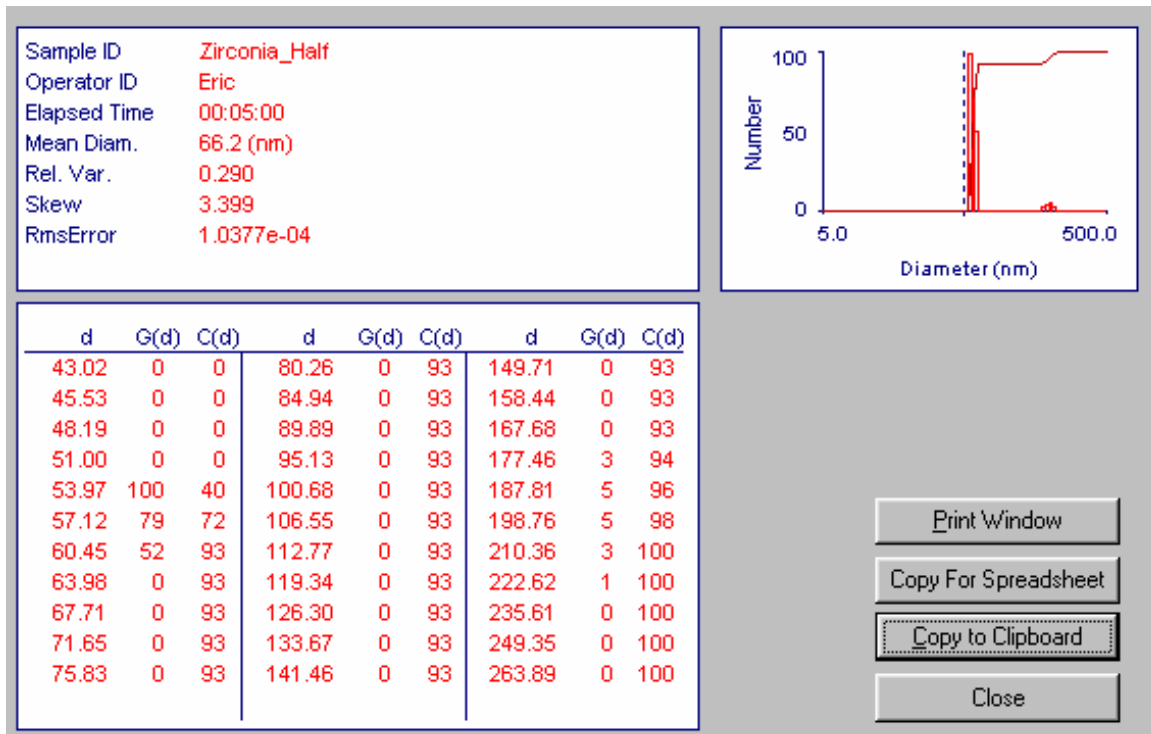 Sample ID Zirconia_Half
Operator ID Eric
Elapsed Time 00:05:00
Mean Diam. 66.2 (nm)
Rel. Var. 0.290
Skew 3.399
RmsError 1.0377e-04
100
50
0
Number
5.0 500.0
Diameter (nm)
d G(d) C(d) d G(d) C(d) d G(d) C(d)
43.02 0 0 80.26 0 93 149.71 0 93
45.53 0 0 84.94 0 93 158.44 0 93
48.19 0 0 89.89 0 93 167.68 0 93
51.00 0 0 95.13 0 93 177.46 3 94
53.97 100 40 100.68 0 93 187.81 5 96
57.12 79 72 106.55 0 93 198.76 5 98
60.45 52 93 112.77 0 93 210.36 3 100
63.98 0 93 119.34 0 93 222.62 1 100
67.71 0 93 126.30 0 93 235.61 0 100
71.65 0 93 133.67 0 93 249.35 0 100
75.83 0 93 141.46 0 93 263.89 0 100
Print Window
Copy For Spreadsheet
Copy to Clipboard
Close